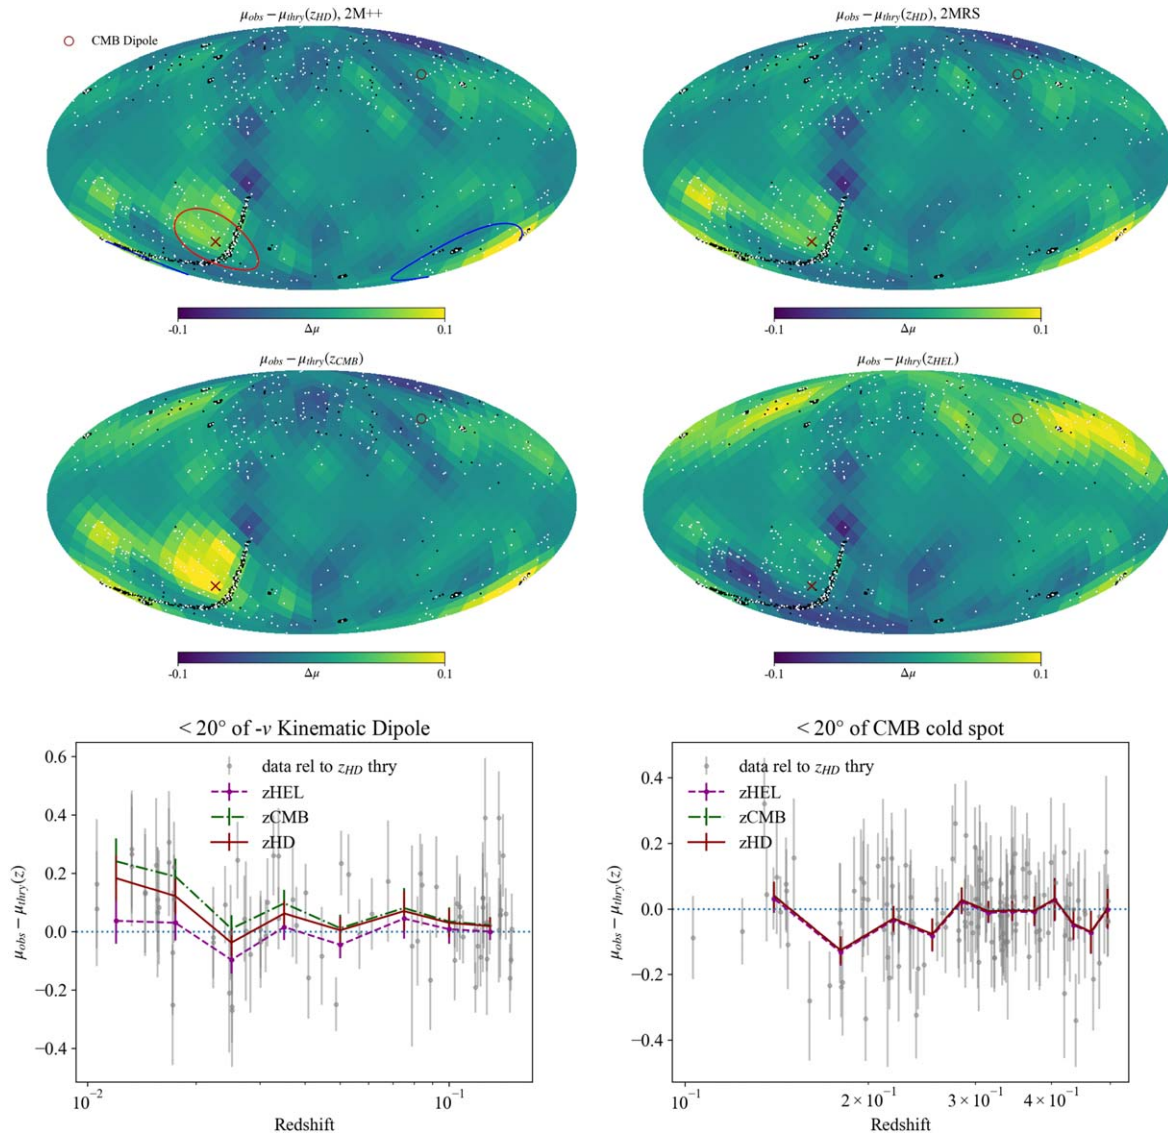 μobs − μthry(zHD), 2M++
μobs − μthry(zHD), 2MRS
CMB Dipole
-0.1
0.1
Δμ
-0.1
0.1
Δμ
μobs − μthry(zCMB)
μobs − μthry(zHEL)
-0.1
0.1
Δμ
-0.1
0.1
Δμ
< 20° of -v Kinematic Dipole
data rel to zHD thry
zHEL
zCMB
zHD
0.6
0.4
0.2
0.0
−0.2
−0.4
μobs − μthry(z)
10⁻²
10⁻¹
Redshift
< 20° of CMB cold spot
data rel to zHD thry
zHEL
zCMB
zHD
0.4
0.2
0.0
−0.2
−0.4
μobs − μthry(z)
10⁻¹
2 × 10⁻¹
3 × 10⁻¹
4 × 10⁻¹
Redshift